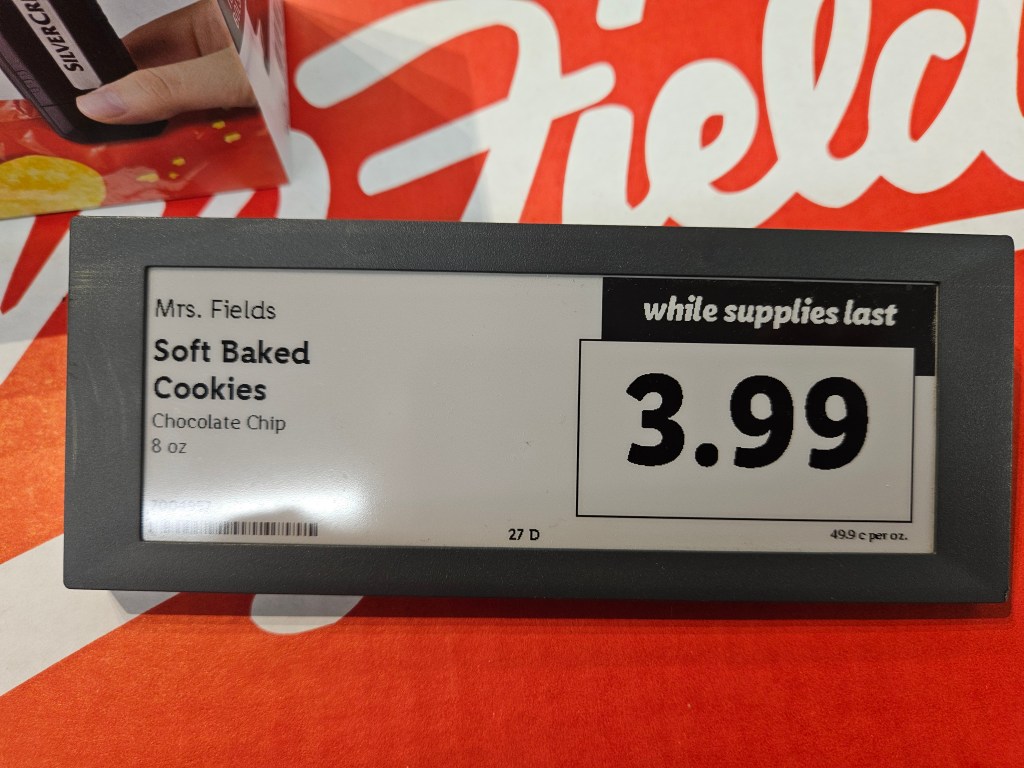 SILVERCR
Field
Mrs. Fields
Soft Baked
Cookies
Chocolate Chip
8 oz
while supplies last
3.99
27 D
49.9 c per oz.